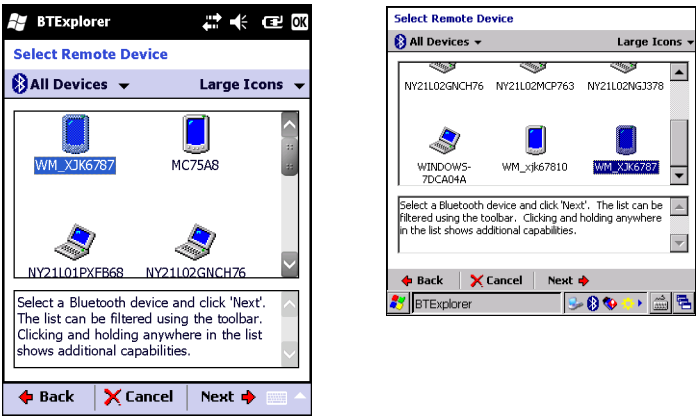 BTExplorer
OK
Select Remote Device
All Devices
Large Icons
WM_XJK6787
MC75A8
NY21L01PXFB68
NY21L02GNCH76
Select a Bluetooth device and click 'Next'.
The list can be filtered using the toolbar.
Clicking and holding anywhere in the list
shows additional capabilities.
Back
Cancel
Next
Select Remote Device
All Devices
Large Icons
NY21L02GNCH76
NY21L02MCP763
NY21L02NGJ378
WINDOWS-
7DCA04A
WM_xjk67810
WM_XJK6787
Select a Bluetooth device and click 'Next'. The list can be
filtered using the toolbar. Clicking and holding anywhere
in the list shows additional capabilities.
Back
Cancel
Next
BTExplorer